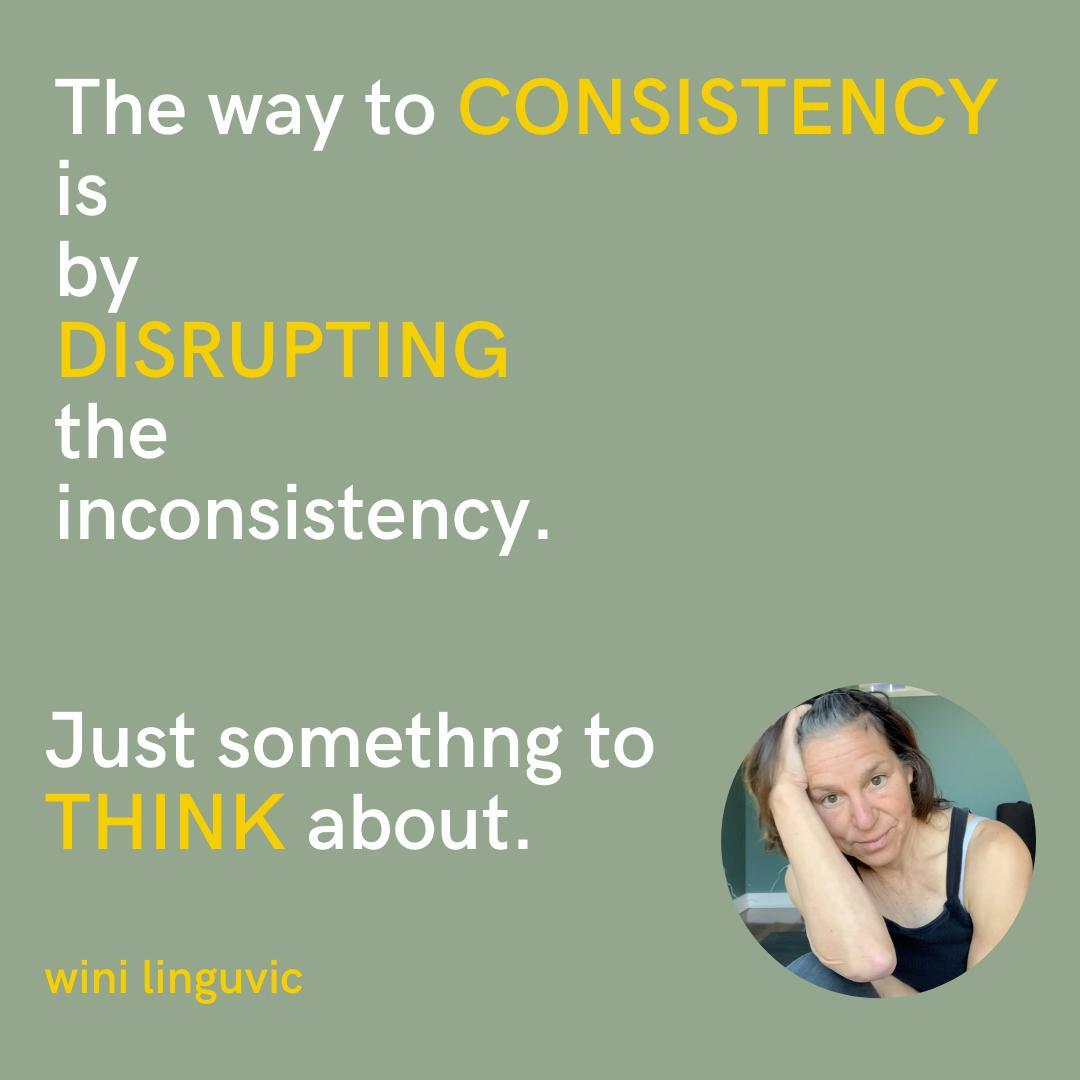 The way to CONSISTENCY
is
by
DISRUPTING
the
inconsistency.
Just somethng to
THINK about.
wini linguvic